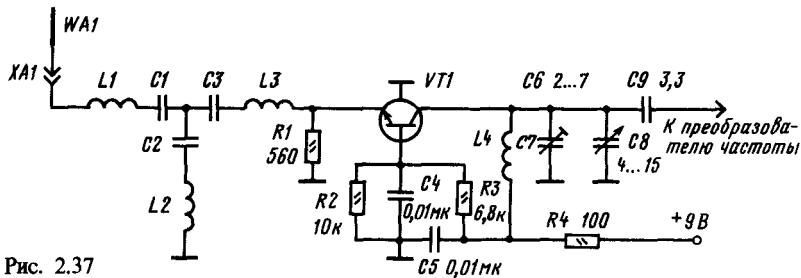 WA1
XA1
L1
C1
C3
L3
VT1
C6 2...7
C9 3,3
C2
R1
560
L4
C7
C8
4...15
К преобразова-
телю частоты
L2
R2
10к
C4
0,01мк
R3
6,8к
R4 100
+9В
C5 0,01мк
Рис. 2.37